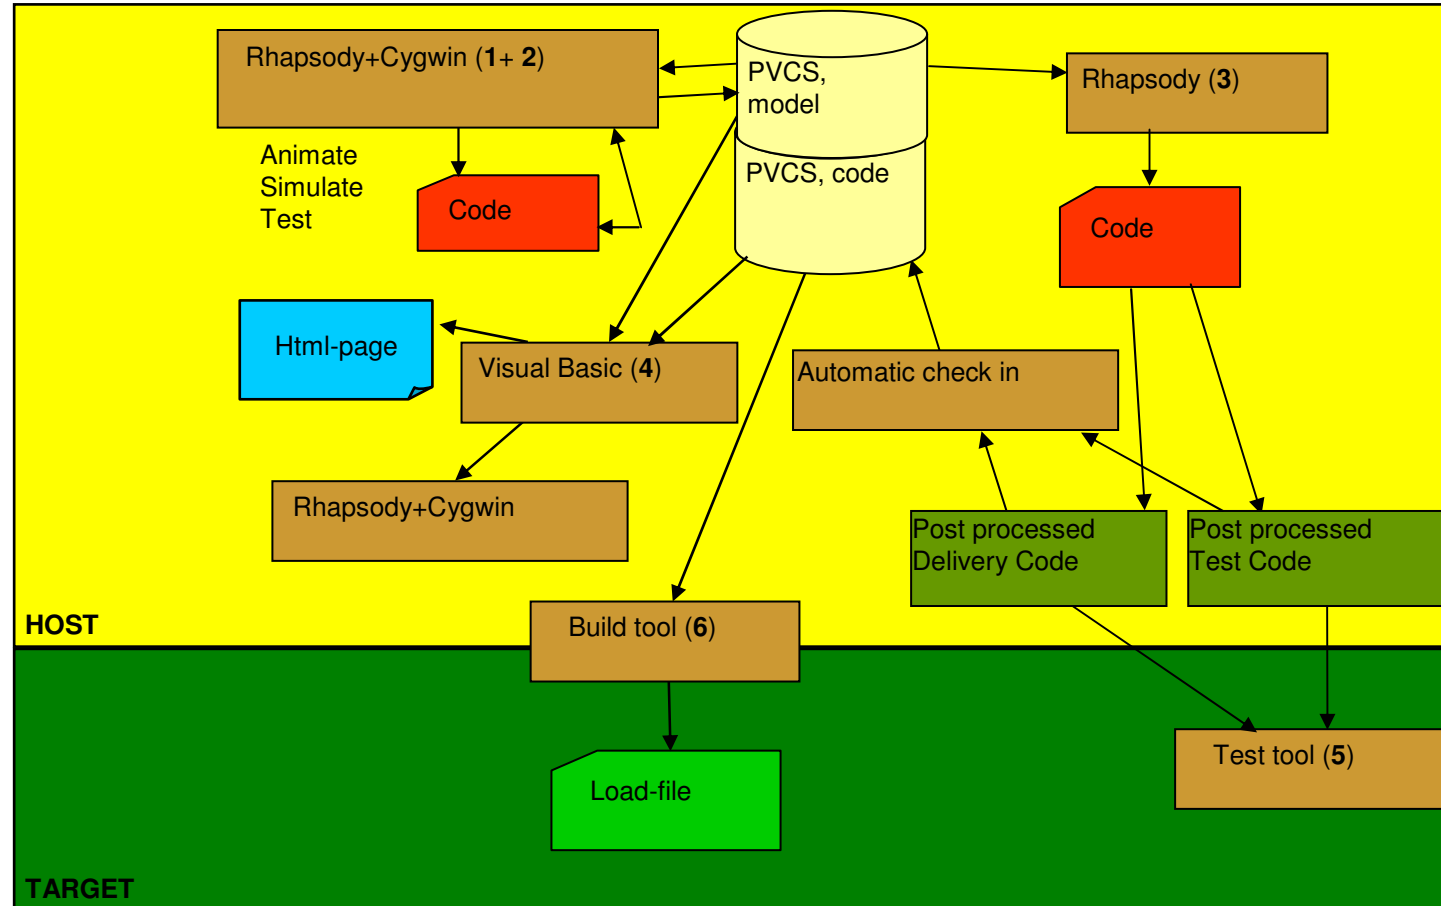 Rhapsody+Cygwin (1+ 2)
PVCS,
model
Rhapsody (3)
Animate
Simulate
Test
Code
PVCS, code
Code
Html-page
Visual Basic (4)
Automatic check in
Rhapsody+Cygwin
Post processed
Delivery Code
Post processed
Test Code
HOST
Build tool (6)
Test tool (5)
Load-file
TARGET